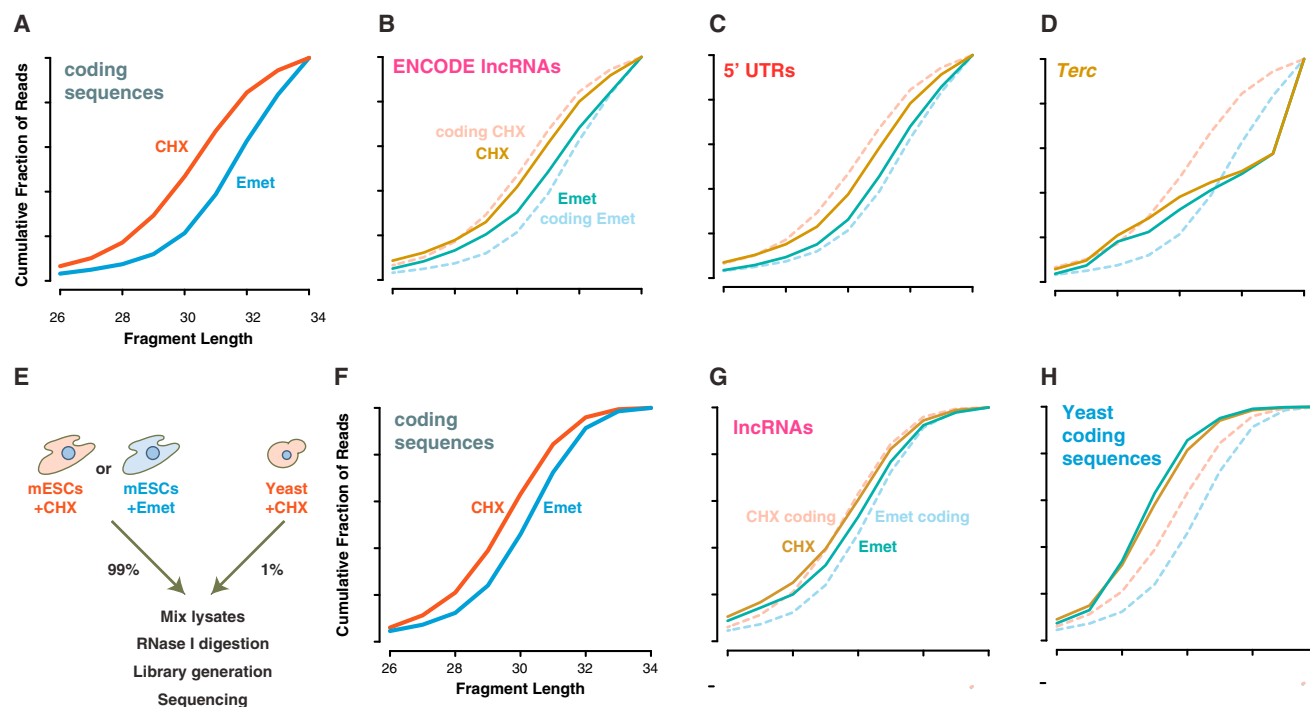 A
coding
sequences
CHX
Emet
Cumulative Fraction of Reads
26
28
30
32
34
Fragment Length
B
ENCODE lncRNAs
coding CHX
CHX
Emet
coding Emet
C
5' UTRs
D
Terc
E
mESCs
+CHX
or
mESCs
+Emet
Yeast
+CHX
99%
1%
Mix lysates
RNase I digestion
Library generation
Sequencing
F
coding
sequences
CHX
Emet
Cumulative Fraction of Reads
26
28
30
32
34
Fragment Length
G
lncRNAs
CHX coding
Emet coding
CHX
Emet
H
Yeast
coding
sequences